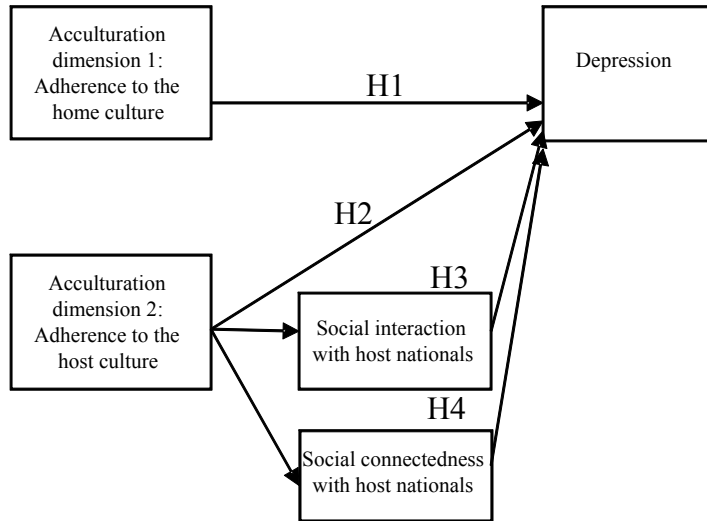 Acculturation
dimension 1:
Adherence to the
home culture
H1
Depression
H2
Acculturation
dimension 2:
Adherence to the
host culture
H3
Social interaction
with host nationals
H4
Social connectedness
with host nationals